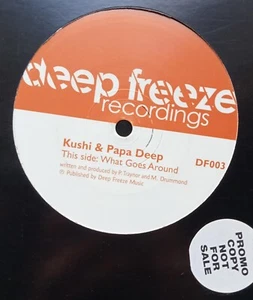 deep freeze
recordings
Kushi & Papa Deep
DF003
This side: What Goes Around
written and produced by P. Traynor and M. Drummond
℗ Published by Deep Freeze Music
PROMO
COPY
NOT
FOR
SALE